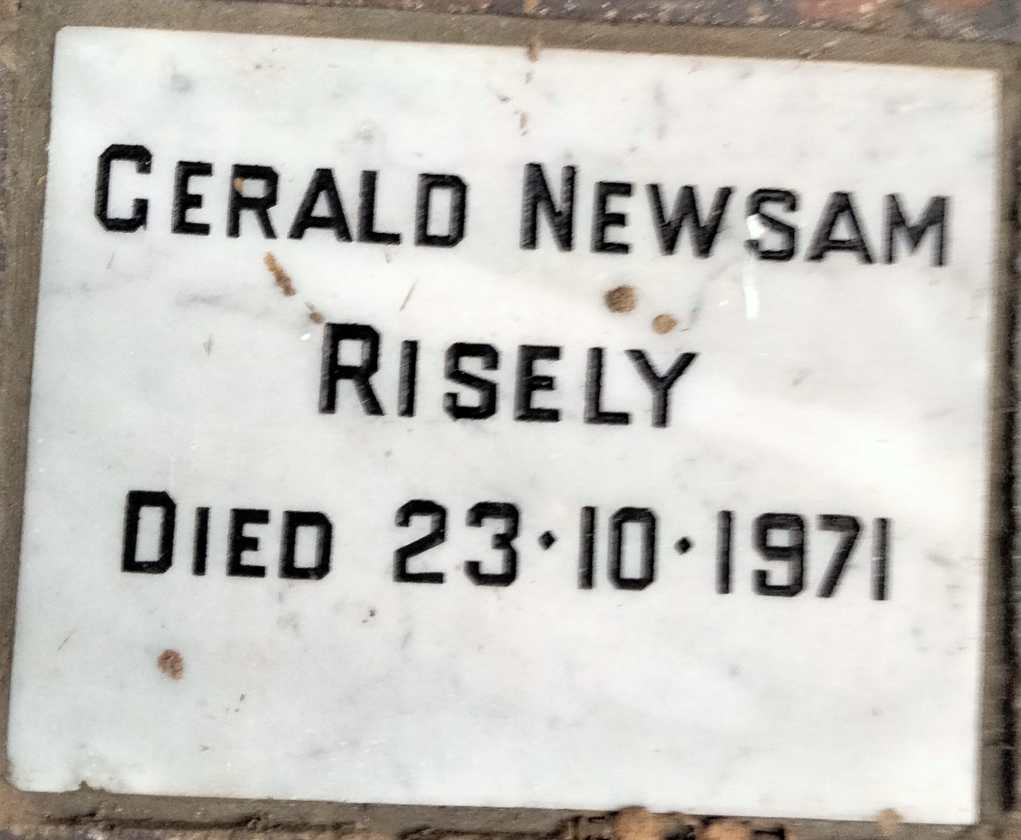 GERALD NEWSAM
RISELY
DIED 23·10·1971